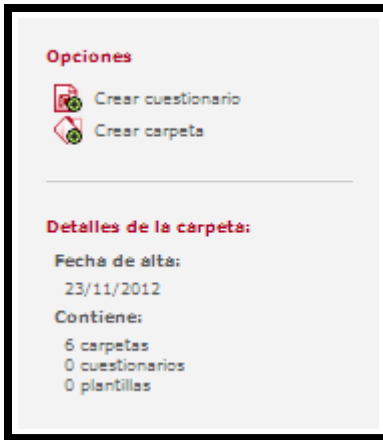 Opciones
Crear cuestionario
Crear carpeta
Detalles de la carpeta:
Fecha de alta:
23/11/2012
Contiene:
6 carpetas
0 cuestionarios
0 plantillas